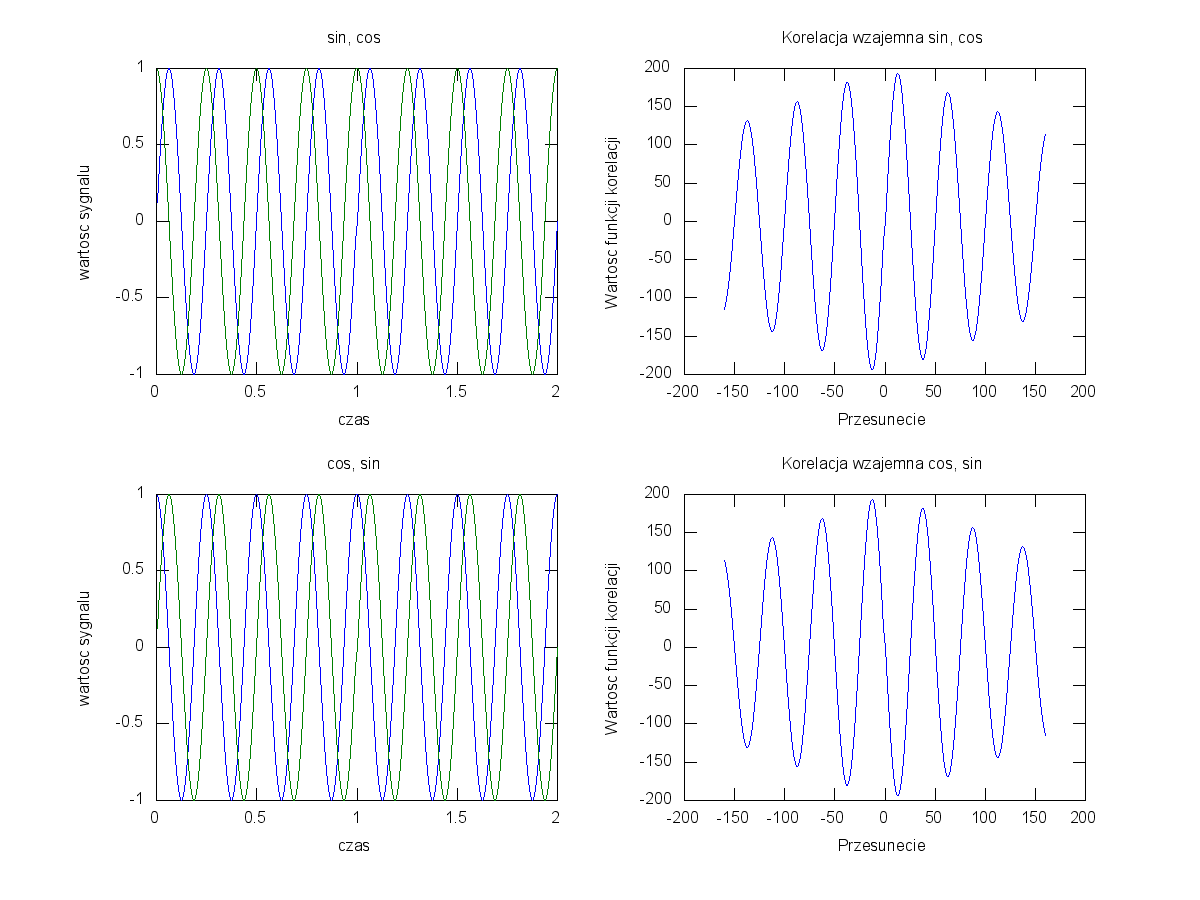 sin, cos
1
0.5
0
-0.5
-1
0 0.5 1 1.5 2
wartosc sygnalu
czas
Korelacja wzajemna sin, cos
200
150
100
50
0
-50
-100
-150
-200
-200 -150 -100 -50 0 50 100 150 200
Wartosc funkcji korelacji
Przesuniecie
cos, sin
1
0.5
0
-0.5
-1
0 0.5 1 1.5 2
wartosc sygnalu
czas
Korelacja wzajemna cos, sin
200
150
100
50
0
-50
-100
-150
-200
-200 -150 -100 -50 0 50 100 150 200
Wartosc funkcji korelacji
Przesuniecie